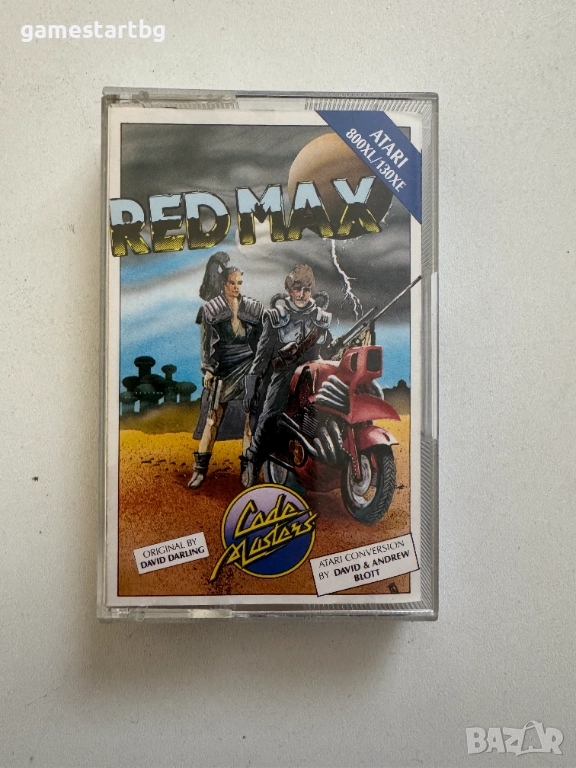 gamestartbg
ATARI
800XL/130XE
RED MAX
Code
Masters
ORIGINAL BY
DAVID DARLING
ATARI CONVERSION
BY DAVID & ANDREW
BLOTT
BAZAR